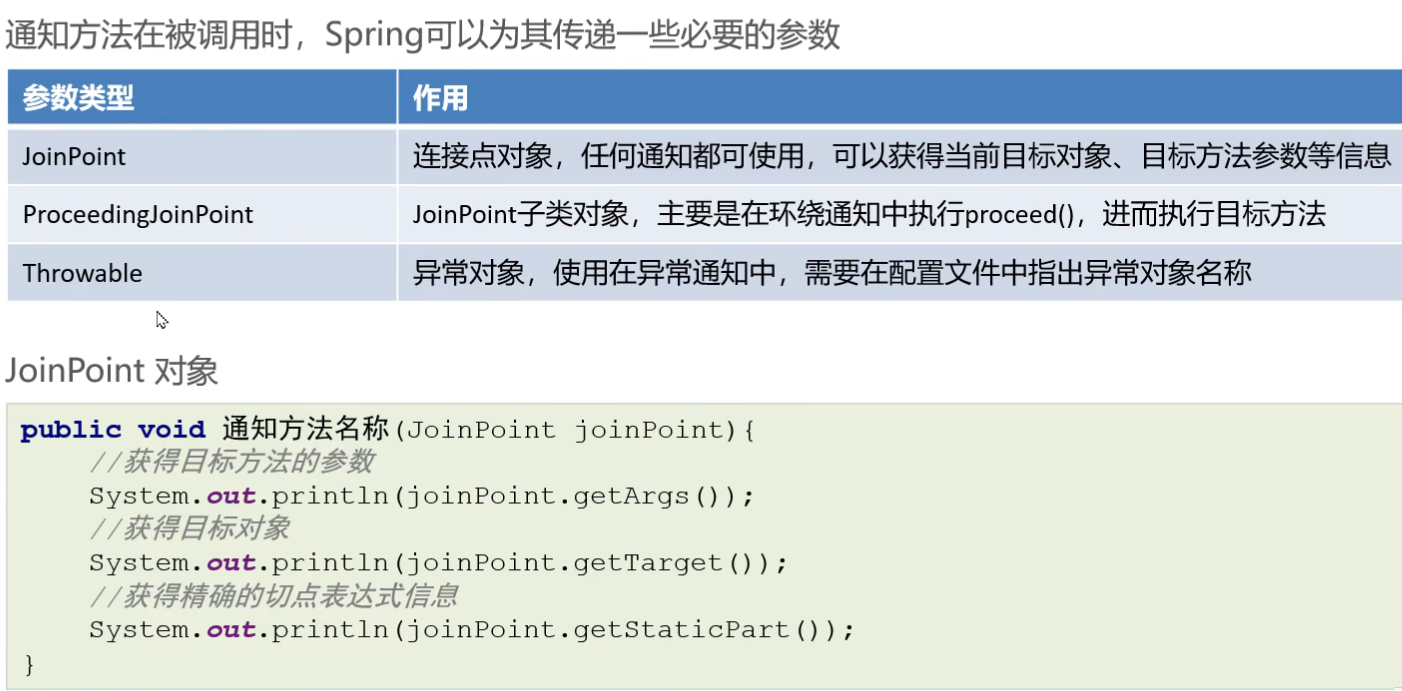 通知方法在被调用时，Spring可以为其传递一些必要的参数
参数类型 作用
JoinPoint 连接点对象，任何通知都可使用，可以获得当前目标对象、目标方法参数等信息
ProceedingJoinPoint JoinPoint子类对象，主要是在环绕通知中执行proceed()，进而执行目标方法
Throwable 异常对象，使用在异常通知中，需要在配置文件中指出异常对象名称
JoinPoint 对象
public void 通知方法名称(JoinPoint joinPoint){
//获得目标方法的参数
System.out.println(joinPoint.getArgs());
//获得目标对象
System.out.println(joinPoint.getTarget());
//获得精确的切点表达式信息
System.out.println(joinPoint.getStaticPart());
}